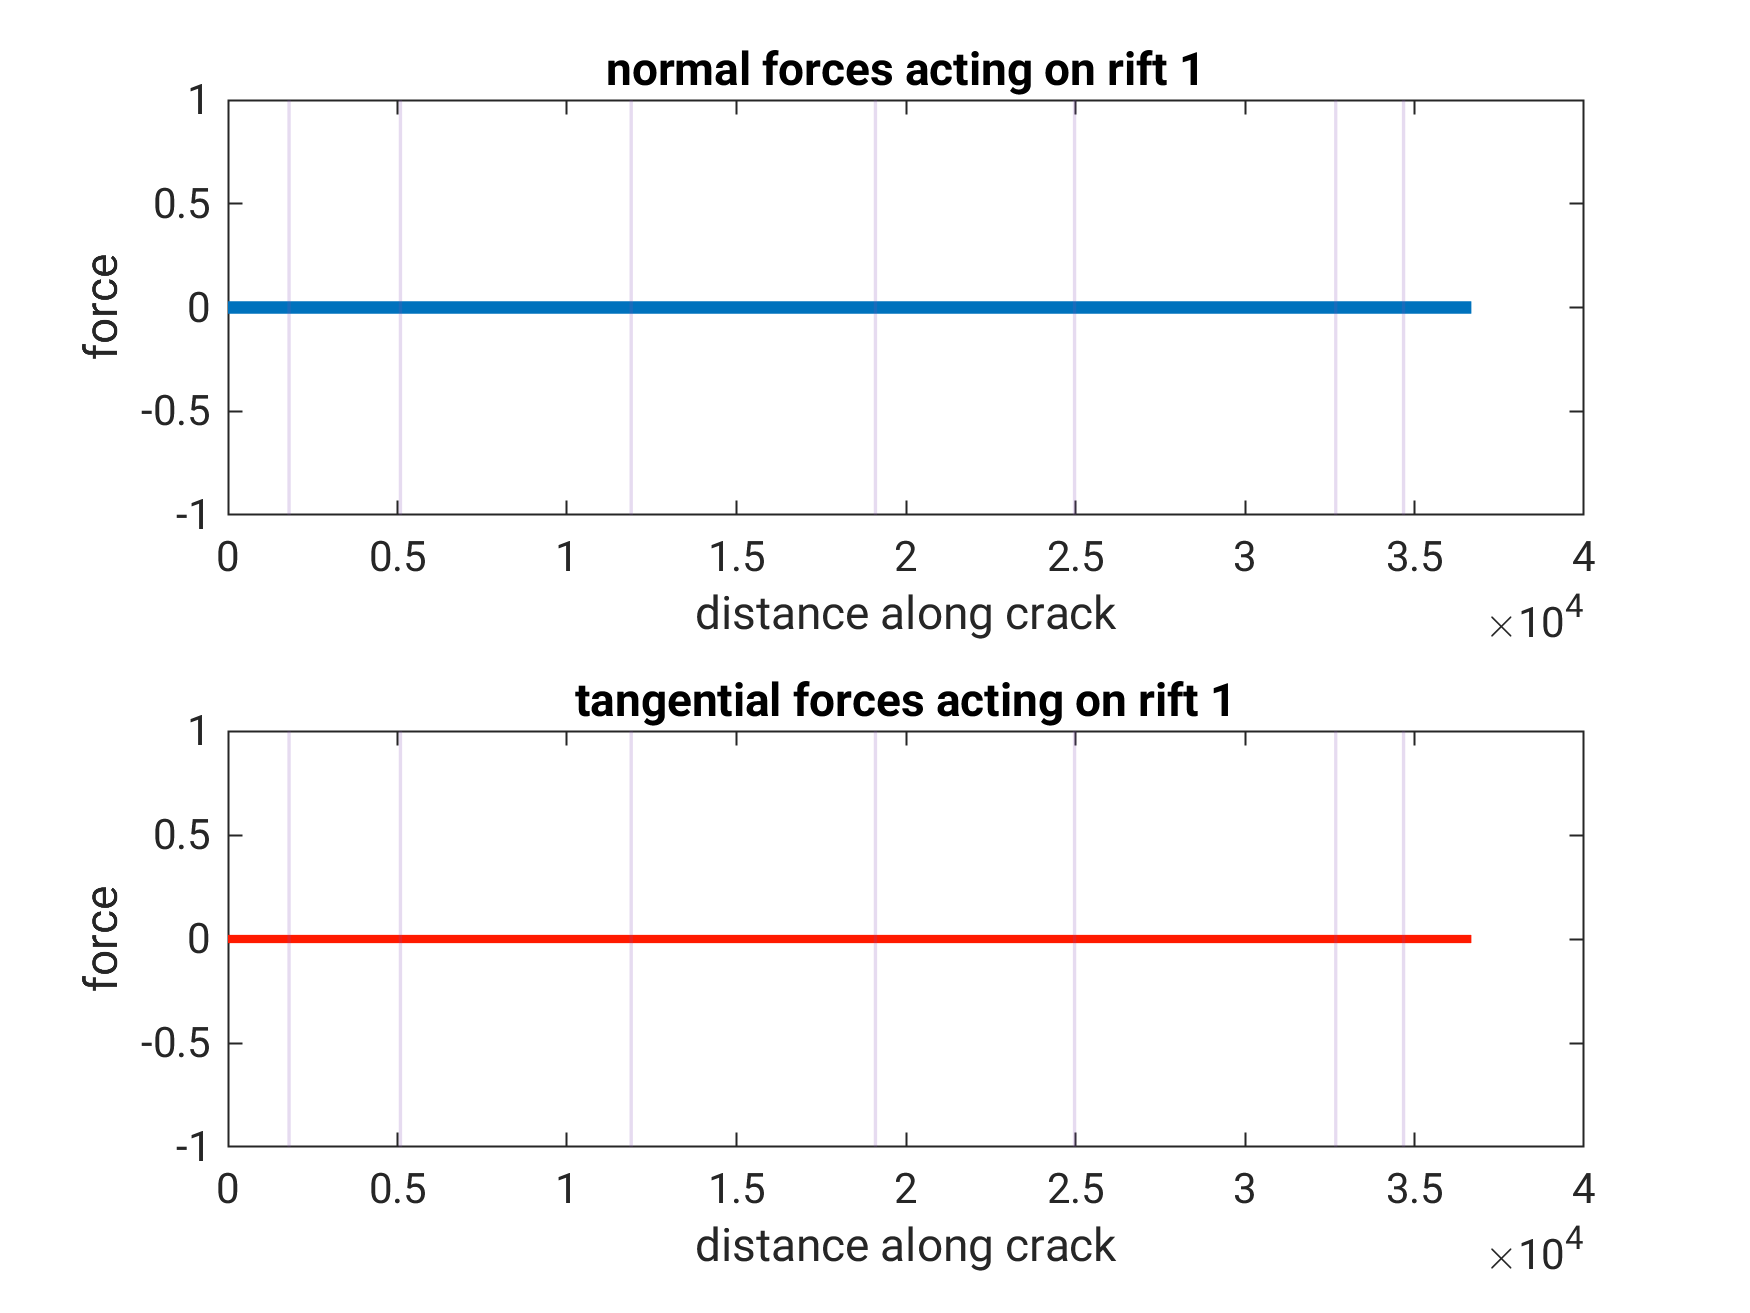 normal forces acting on rift 1
1
0.5
0
-0.5
-1
force
0 0.5 1 1.5 2 2.5 3 3.5 4
distance along crack
×10^4
tangential forces acting on rift 1
1
0.5
0
-0.5
-1
force
0 0.5 1 1.5 2 2.5 3 3.5 4
distance along crack
×10^4